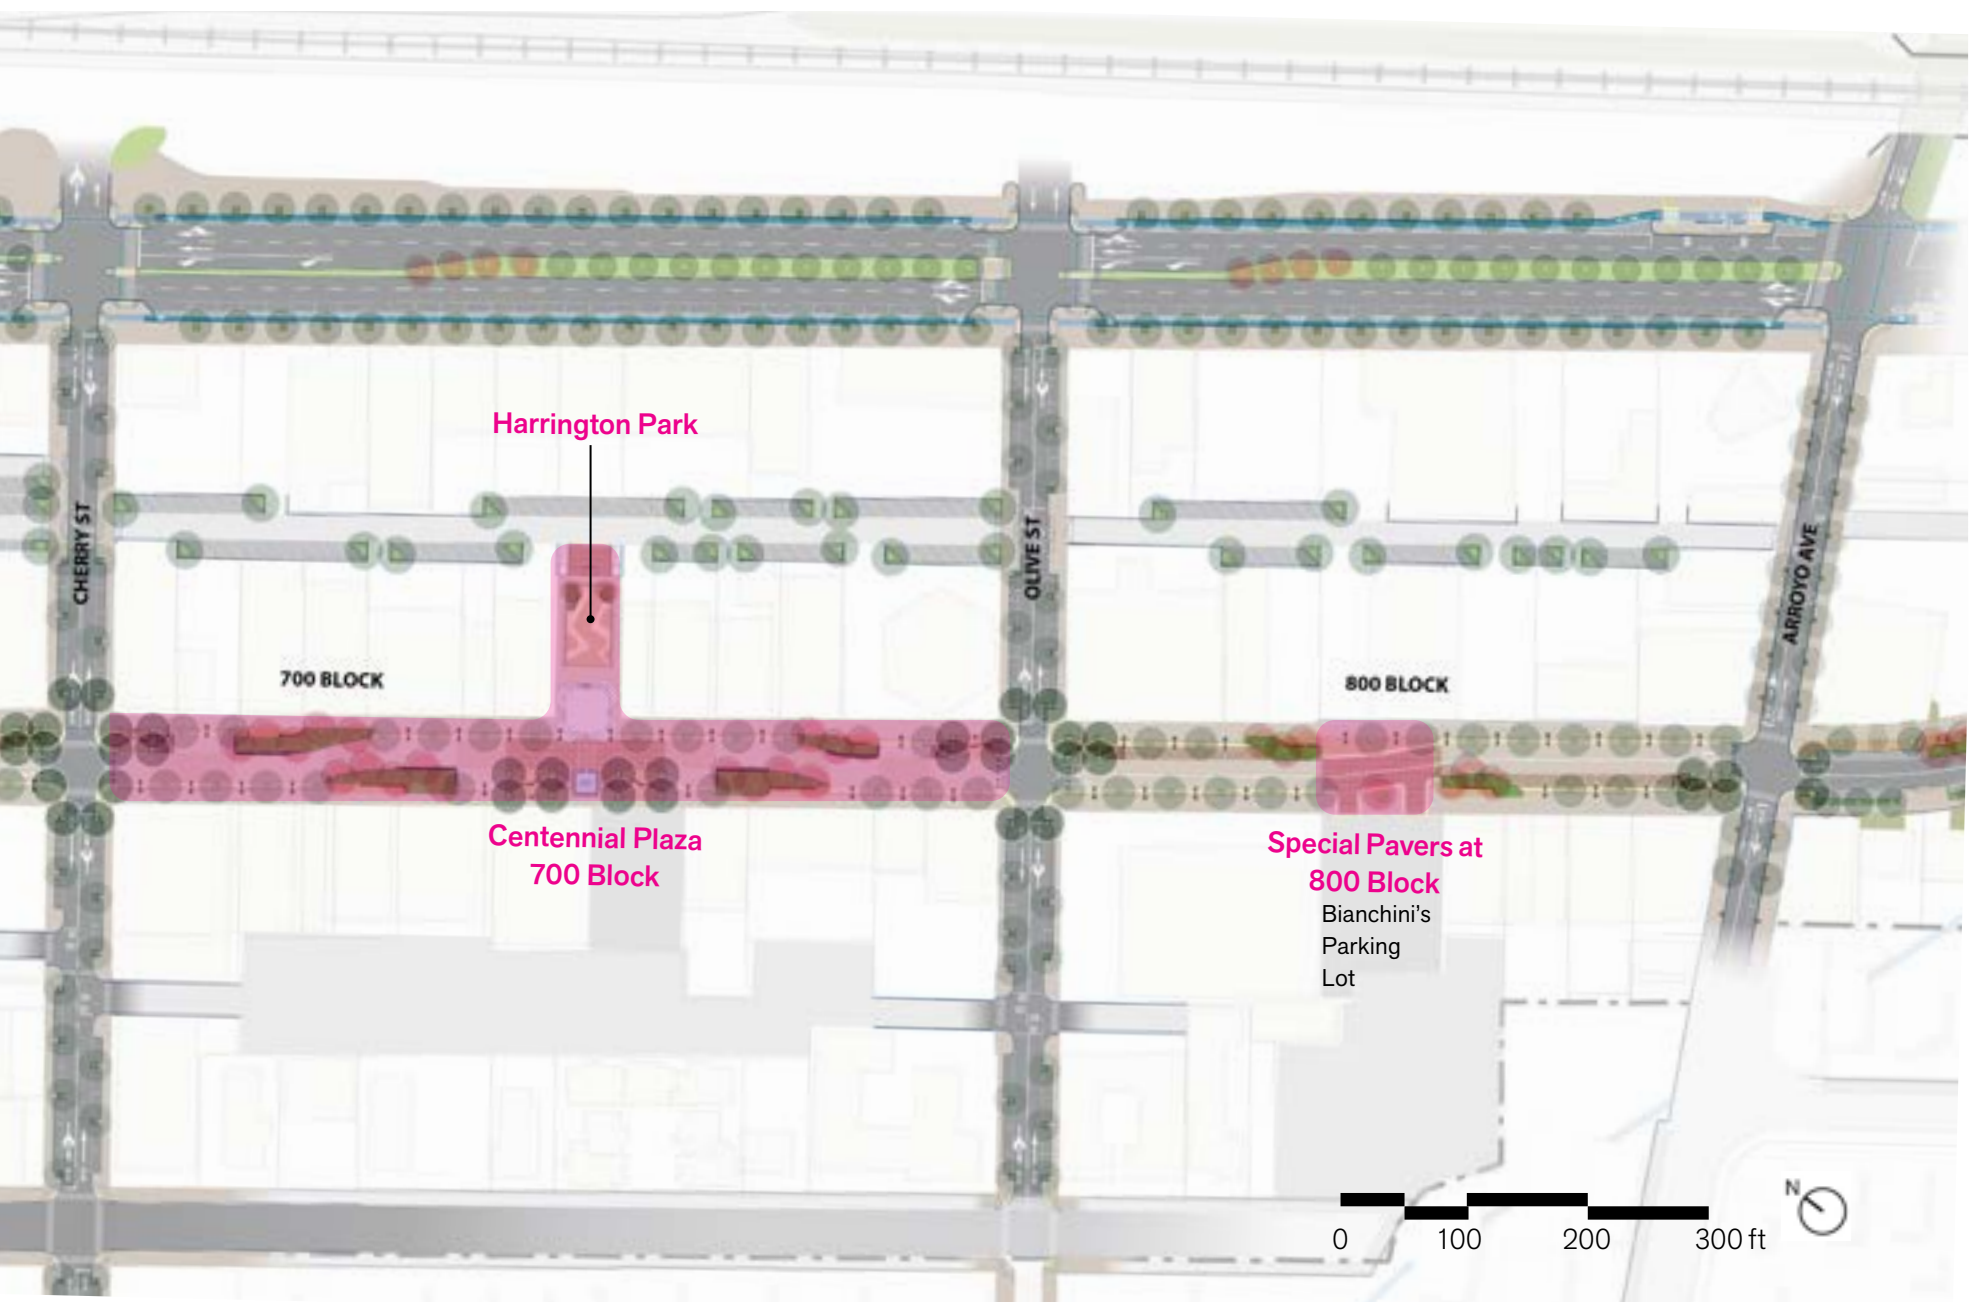 Harrington Park
CHERRY ST
OLIVE ST
ARROYO AVE
700 BLOCK
800 BLOCK
Centennial Plaza
700 Block
Special Pavers at
800 Block
Bianchini's
Parking
Lot
N
0 100 200 300 ft